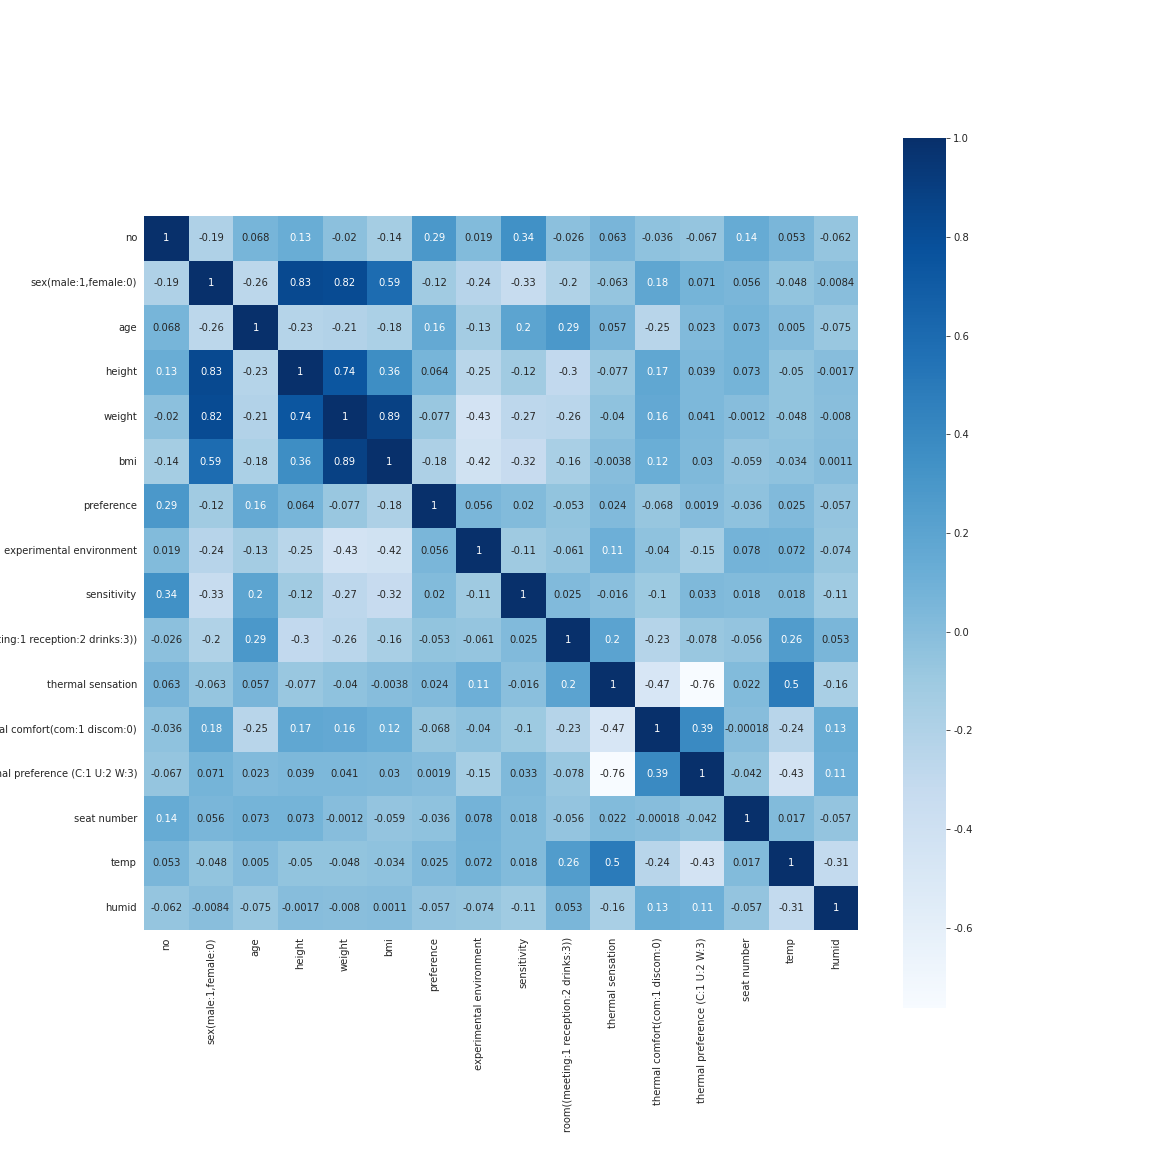 1.0
no 1 -0.19 0.068 0.13 -0.02 -0.14 0.29 0.019 0.34 -0.026 0.063 -0.036 -0.067 0.14 0.053 -0.062
0.8
sex(male:1,female:0) -0.19 1 -0.26 0.83 0.82 0.59 -0.12 -0.24 -0.33 -0.2 -0.063 0.18 0.071 0.056 -0.048 -0.0084
age 0.068 -0.26 1 -0.23 -0.21 -0.18 0.16 -0.13 0.2 0.29 0.057 -0.25 0.023 0.073 0.005 -0.075
0.6
height 0.13 0.83 -0.23 1 0.74 0.36 0.064 -0.25 -0.12 -0.3 -0.077 0.17 0.039 0.073 -0.05 -0.0017
weight -0.02 0.82 -0.21 0.74 1 0.89 -0.077 -0.43 -0.27 -0.26 -0.04 0.16 0.041 -0.0012 -0.048 -0.008
0.4
bmi -0.14 0.59 -0.18 0.36 0.89 1 -0.18 -0.42 -0.32 -0.16 -0.0038 0.12 0.03 -0.059 -0.034 0.0011
preference 0.29 -0.12 0.16 0.064 -0.077 -0.18 1 0.056 0.02 -0.053 0.024 -0.068 0.0019 -0.036 0.025 -0.057
0.2
experimental environment 0.019 -0.24 -0.13 -0.25 -0.43 -0.42 0.056 1 -0.11 -0.061 0.11 -0.04 -0.15 0.078 0.072 -0.074
sensitivity 0.34 -0.33 0.2 -0.12 -0.27 -0.32 0.02 -0.11 1 0.025 -0.016 -0.1 0.033 0.018 0.018 -0.11
0.0
ting:1 reception:2 drinks:3)) -0.026 -0.2 0.29 -0.3 -0.26 -0.16 -0.053 -0.061 0.025 1 0.2 -0.23 -0.078 -0.056 0.26 0.053
thermal sensation 0.063 -0.063 0.057 -0.077 -0.04 -0.0038 0.024 0.11 -0.016 0.2 1 -0.47 -0.76 0.022 0.5 -0.16
-0.2
al comfort(com:1 discom:0) -0.036 0.18 -0.25 0.17 0.16 0.12 -0.068 -0.04 -0.1 -0.23 -0.47 1 0.39 -0.00018 -0.24 0.13
nal preference (C:1 U:2 W:3) -0.067 0.071 0.023 0.039 0.041 0.03 0.0019 -0.15 0.033 -0.078 -0.76 0.39 1 -0.042 -0.43 0.11
seat number 0.14 0.056 0.073 0.073 -0.0012 -0.059 -0.036 0.078 0.018 -0.056 0.022 -0.00018 -0.042 1 0.017 -0.057
-0.4
temp 0.053 -0.048 0.005 -0.05 -0.048 -0.034 0.025 0.072 0.018 0.26 0.5 -0.24 -0.43 0.017 1 -0.31
humid -0.062 -0.0084 -0.075 -0.0017 -0.008 0.0011 -0.057 -0.074 -0.11 0.053 -0.16 0.13 0.11 -0.057 -0.31 1
-0.6
no
sex(male:1,female:0)
age
height
weight
bmi
preference
experimental environment
sensitivity
room((meeting:1 reception:2 drinks:3))
thermal sensation
thermal comfort(com:1 discom:0)
thermal preference (C:1 U:2 W:3)
seat number
temp
humid